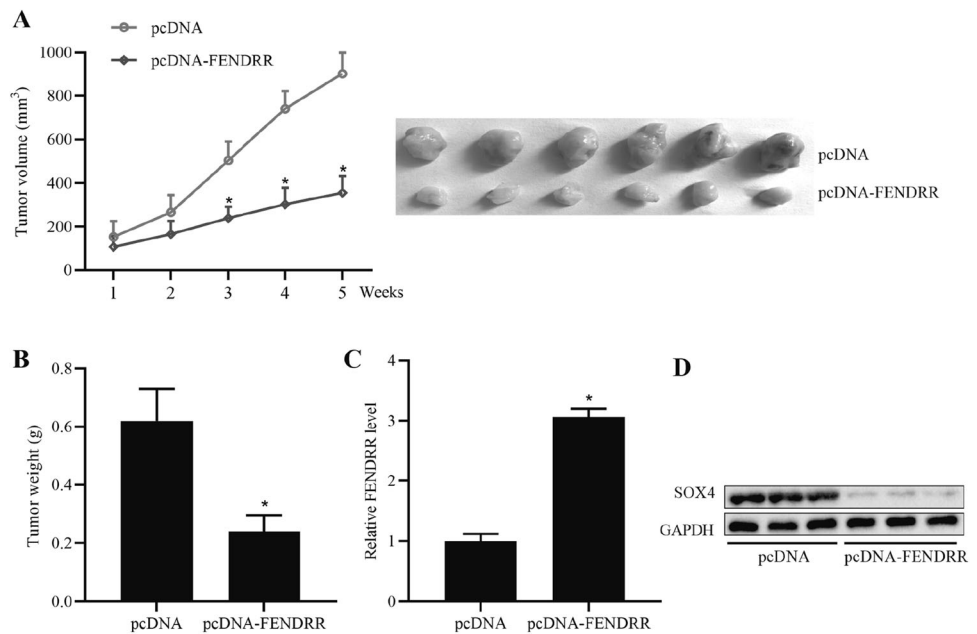 A
pcDNA
pcDNA-FENDRR
Tumor volume (mm3)
1000
800
600
400
200
0
* * *
1 2 3 4 5 Weeks
pcDNA
pcDNA-FENDRR
B
Tumor weight (g)
0.8
0.6
0.4
0.2
0.0
*
pcDNA pcDNA-FENDRR
C
Relative FENDRR level
4
3
2
1
0
*
pcDNA pcDNA-FENDRR
D
SOX4
GAPDH
pcDNA pcDNA-FENDRR